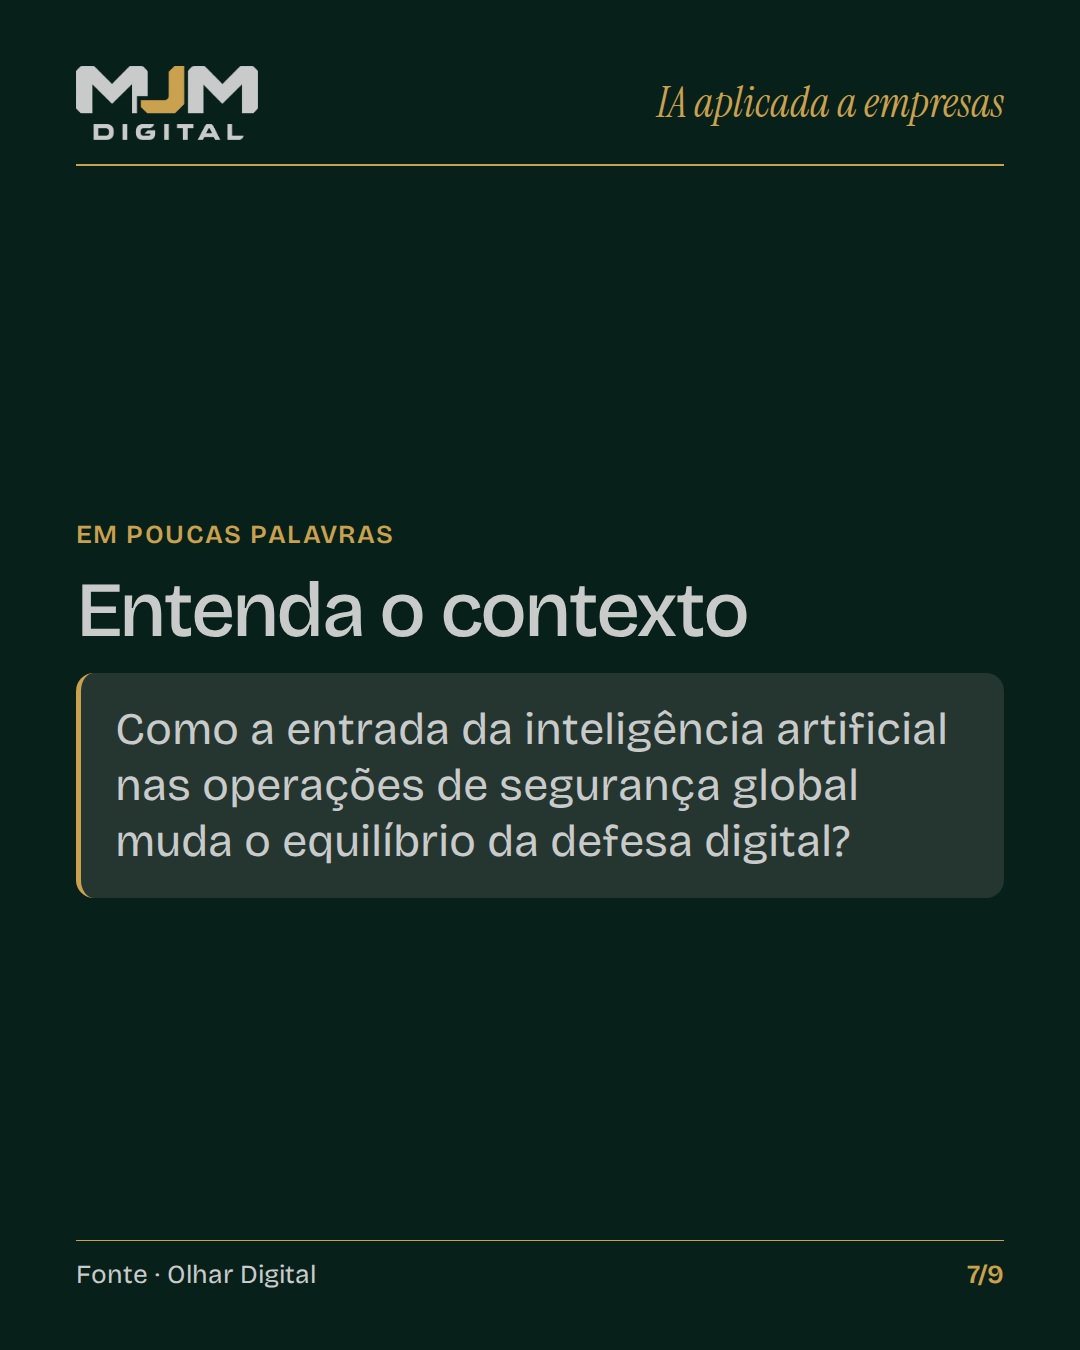 MJM
DIGITAL
IA aplicada a empresas
EM POUCAS PALAVRAS
Entenda o contexto
Como a entrada da inteligência artificial
nas operações de segurança global
muda o equilíbrio da defesa digital?
Fonte · Olhar Digital
7/9